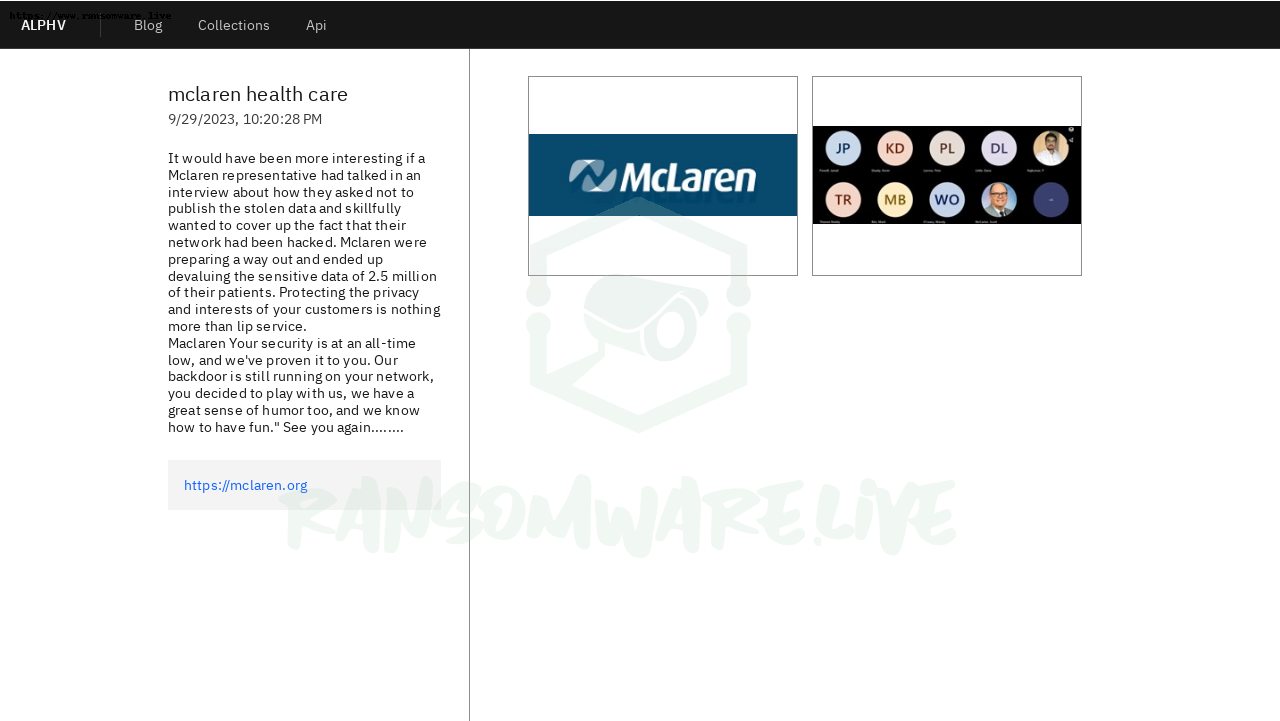 https://www.ransomware.live
ALPHV
Blog
Collections
Api
mclaren health care
9/29/2023, 10:20:28 PM
It would have been more interesting if a
Mclaren representative had talked in an
interview about how they asked not to
publish the stolen data and skillfully
wanted to cover up the fact that their
network had been hacked. Mclaren were
preparing a way out and ended up
devaluing the sensitive data of 2.5 million
of their patients. Protecting the privacy
and interests of your customers is nothing
more than lip service.
Maclaren Your security is at an all-time
low, and we've proven it to you. Our
backdoor is still running on your network,
you decided to play with us, we have a
great sense of humor too, and we know
how to have fun." See you again........
https://mclaren.org
McLaren
JP
KD
PL
DL
TR
MB
WO
RANSOMWARE.LIVE